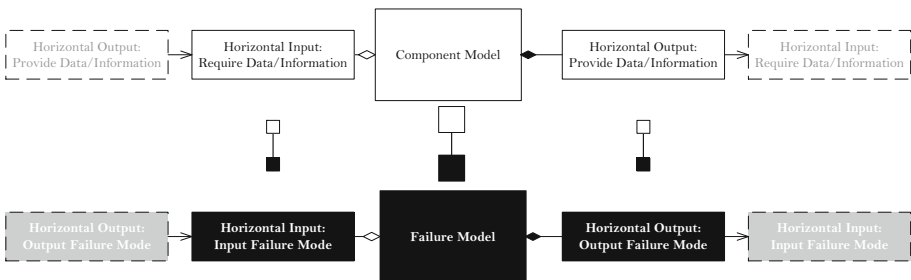 Horizontal Output:
Provide Data/Information
Horizontal Input:
Require Data/Information
Component Model
Horizontal Output:
Provide Data/Information
Horizontal Input:
Require Data/Information
Horizontal Output:
Output Failure Mode
Horizontal Input:
Input Failure Mode
Failure Model
Horizontal Output:
Output Failure Mode
Horizontal Input:
Input Failure Mode